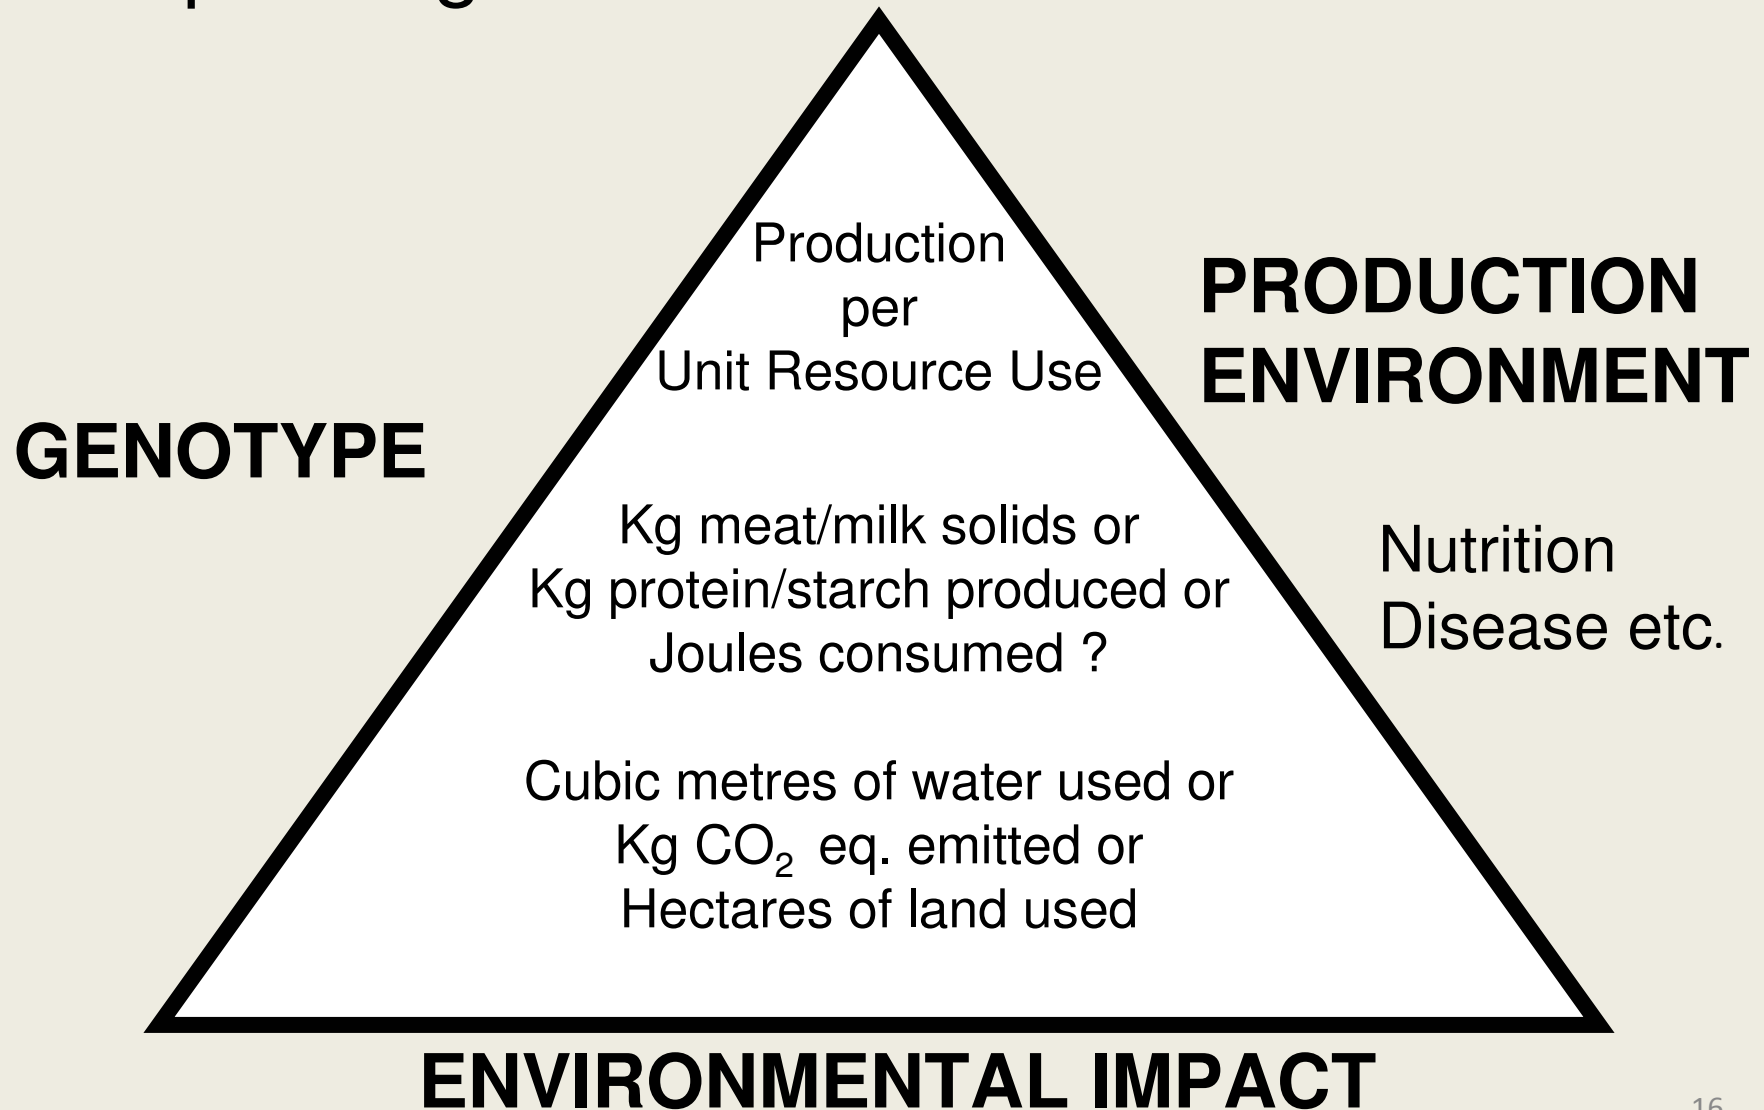 Production
per
Unit Resource Use
PRODUCTION
ENVIRONMENT
GENOTYPE
Kg meat/milk solids or
Kg protein/starch produced or
Joules consumed ?
Nutrition
Disease etc.
Cubic metres of water used or
Kg CO₂ eq. emitted or
Hectares of land used
ENVIRONMENTAL IMPACT
16